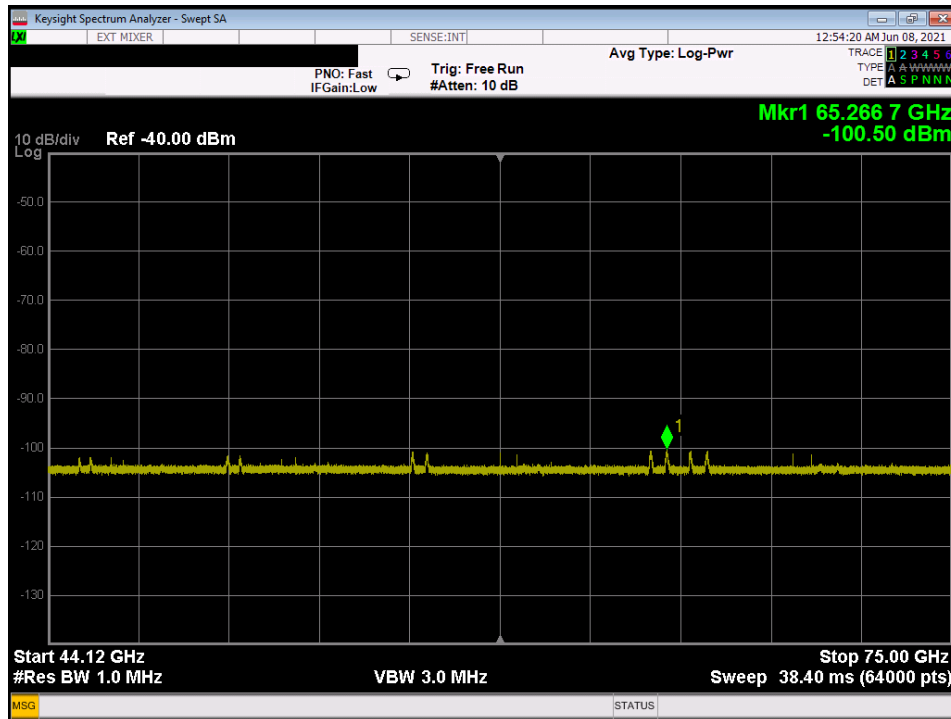 Keysight Spectrum Analyzer - Swept SA
LXI EXT MIXER SENSE:INT 12:54:20 AM Jun 08, 2021
PNO: Fast Trig: Free Run Avg Type: Log-Pwr TRACE 1 2 3 4 5 6
IFGain:Low #Atten: 10 dB TYPE A A WWWW
DET A S P N N N
Mkr1 65.266 7 GHz
-100.50 dBm
10 dB/div Ref -40.00 dBm
Log
-50.0
-60.0
-70.0
-80.0
-90.0
1
-100
-110
-120
-130
Start 44.12 GHz Stop 75.00 GHz
#Res BW 1.0 MHz VBW 3.0 MHz Sweep 38.40 ms (64000 pts)
MSG STATUS